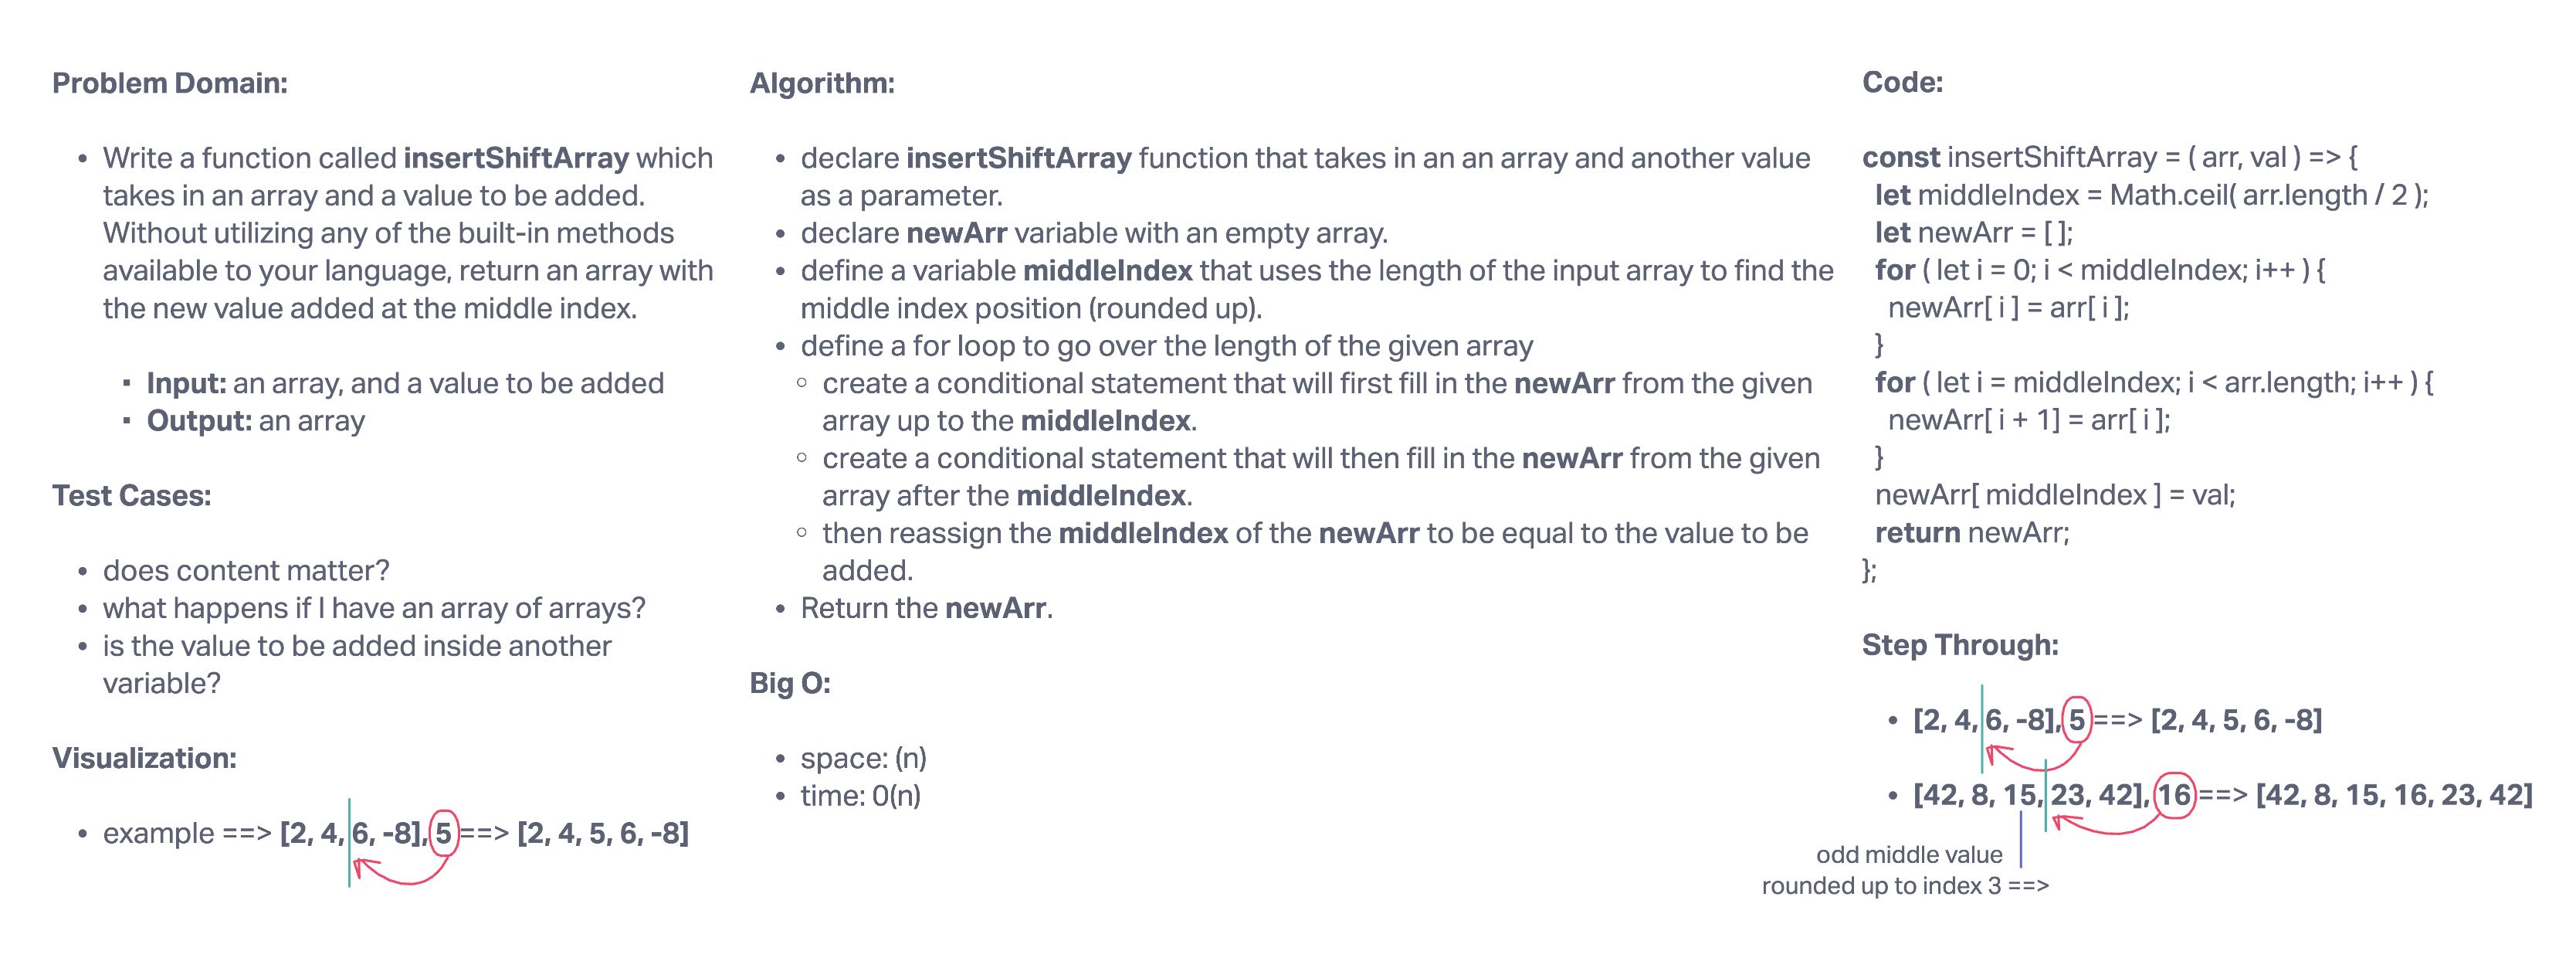 Problem Domain:
• Write a function called insertShiftArray which
takes in an array and a value to be added.
Without utilizing any of the built-in methods
available to your language, return an array with
the new value added at the middle index.
▪ Input: an array, and a value to be added
▪ Output: an array
Test Cases:
• does content matter?
• what happens if I have an array of arrays?
• is the value to be added inside another
variable?
Visualization:
• example ==> [2, 4, 6, -8], 5 ==> [2, 4, 5, 6, -8]
Algorithm:
• declare insertShiftArray function that takes in an an array and another value
as a parameter.
• declare newArr variable with an empty array.
• define a variable middleIndex that uses the length of the input array to find the
middle index position (rounded up).
• define a for loop to go over the length of the given array
◦ create a conditional statement that will first fill in the newArr from the given
array up to the middleIndex.
◦ create a conditional statement that will then fill in the newArr from the given
array after the middleIndex.
◦ then reassign the middleIndex of the newArr to be equal to the value to be
added.
• Return the newArr.
Big O:
• space: (n)
• time: 0(n)
Code:
const insertShiftArray = ( arr, val ) => {
let middleIndex = Math.ceil( arr.length / 2 );
let newArr = [ ];
for ( let i = 0; i < middleIndex; i++ ) {
newArr[ i ] = arr[ i ];
}
for ( let i = middleIndex; i < arr.length; i++ ) {
newArr[ i + 1] = arr[ i ];
}
newArr[ middleIndex ] = val;
return newArr;
};
Step Through:
• [2, 4, 6, -8], 5 ==> [2, 4, 5, 6, -8]
• [42, 8, 15, 23, 42], 16 ==> [42, 8, 15, 16, 23, 42]
odd middle value
rounded up to index 3 ==>